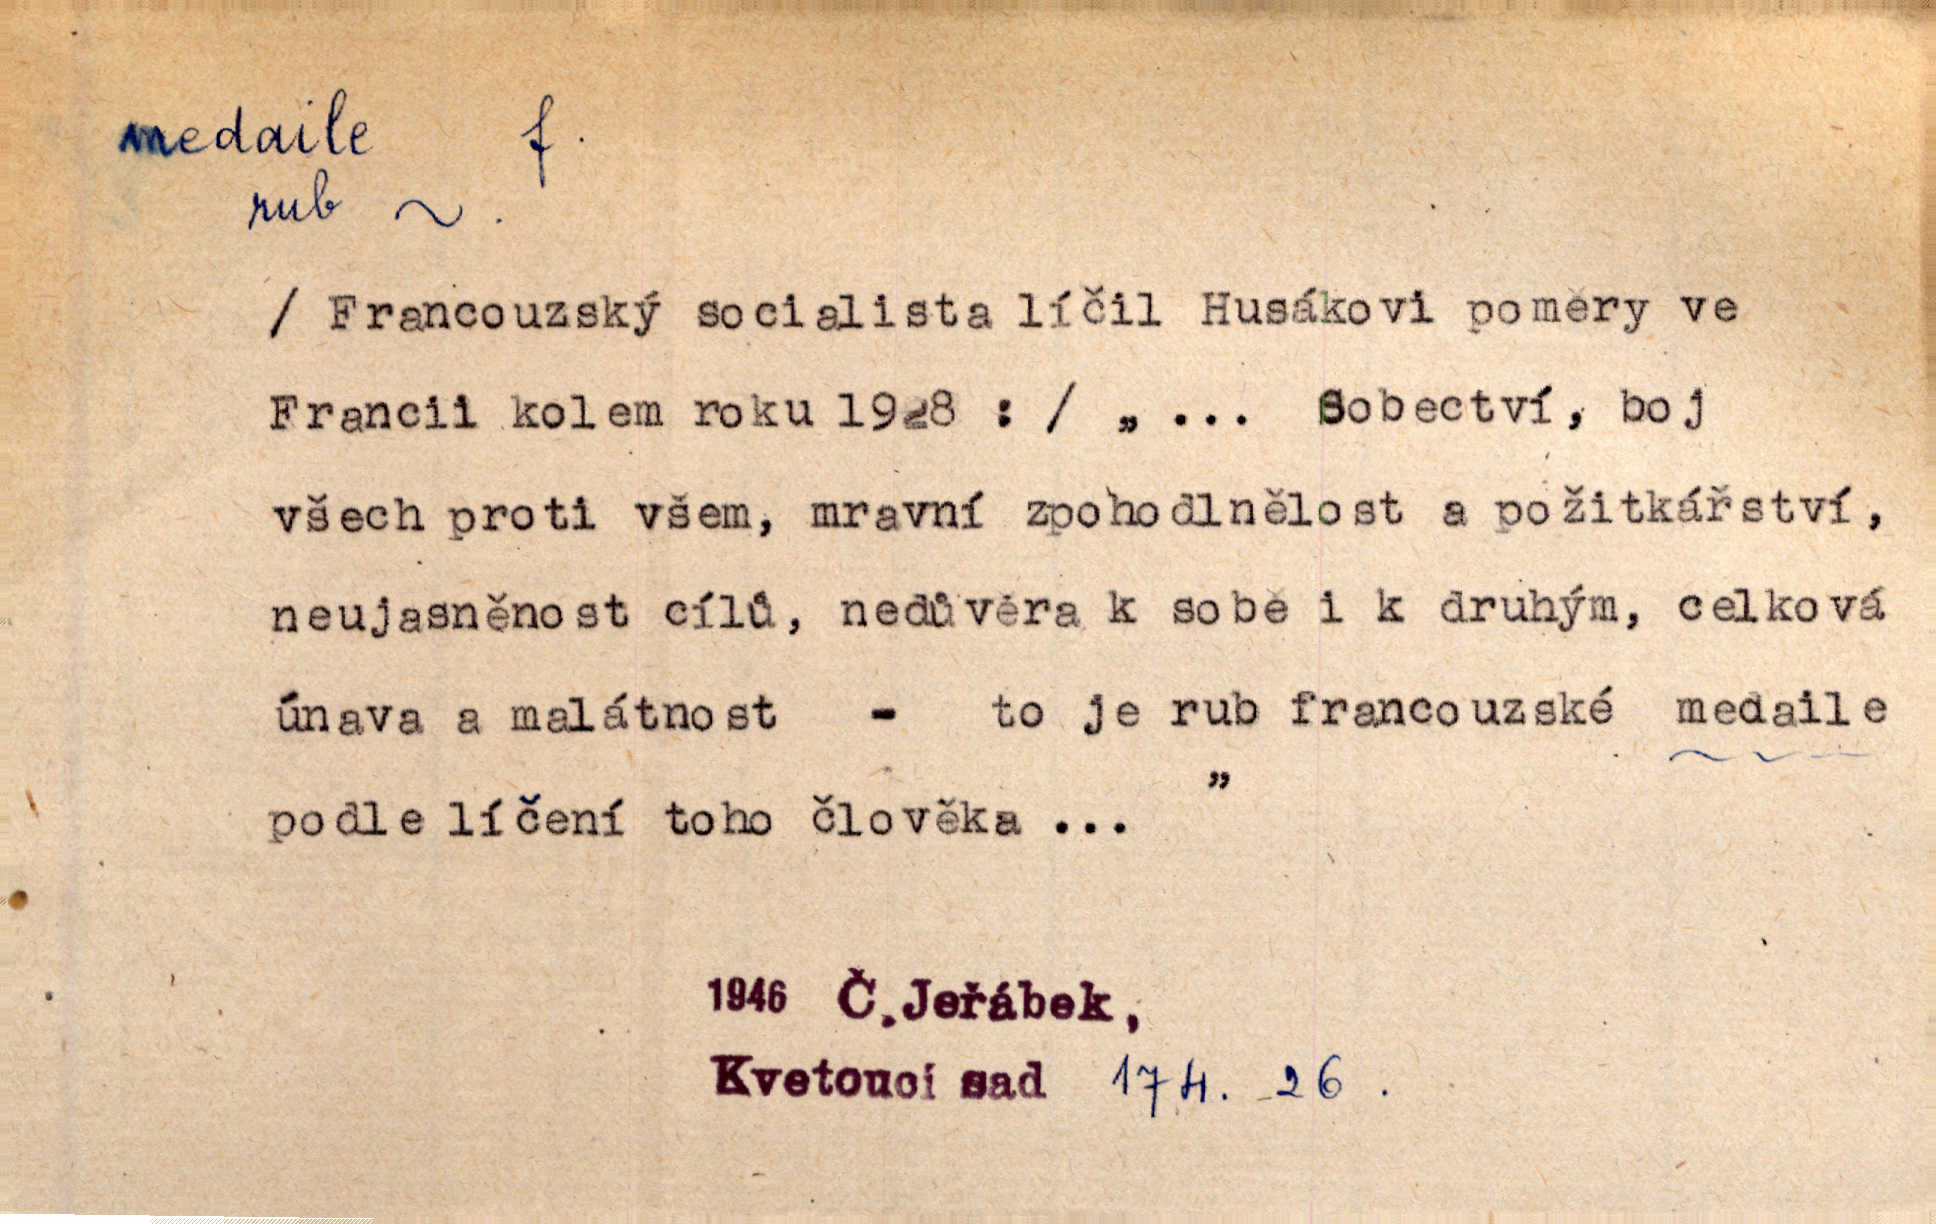 medaile f.
rub ~ .
/ Francouzský socialista líčil Husákovi poměry ve
Francii kolem roku 1928 : / „ ... Sobectví, boj
všech proti všem, mravní zpohodlnělost a požitkářství,
neujasněnost cílů, nedůvěra k sobě i k druhým, celková
únava a malátnost - to je rub francouzské medaile
podle líčení toho člověka ... ”
1946 Č. Jeřábek,
Kvetoucí sad 174. 26 .